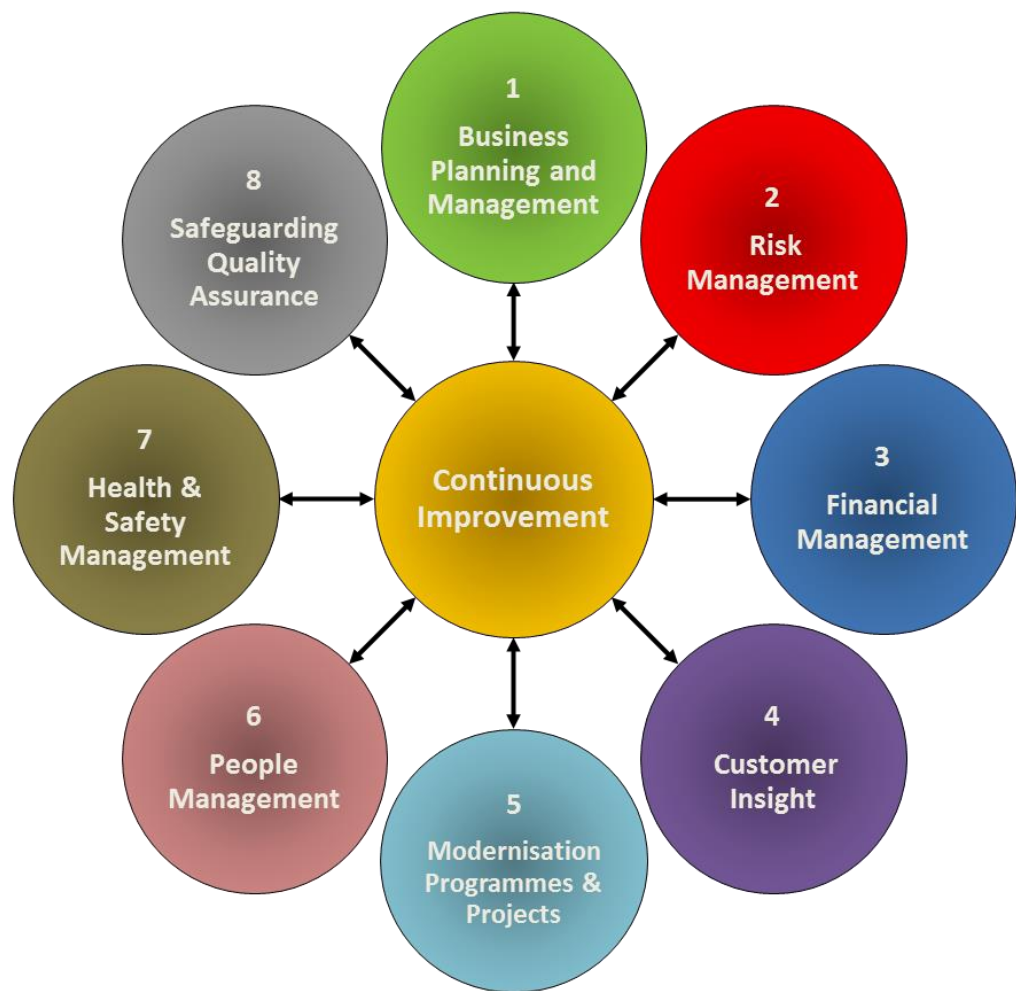 1
Business
Planning and
Management
2
Risk
Management
3
Financial
Management
4
Customer
Insight
5
Modernisation
Programmes &
Projects
6
People
Management
7
Health &
Safety
Management
8
Safeguarding
Quality
Assurance
Continuous
Improvement